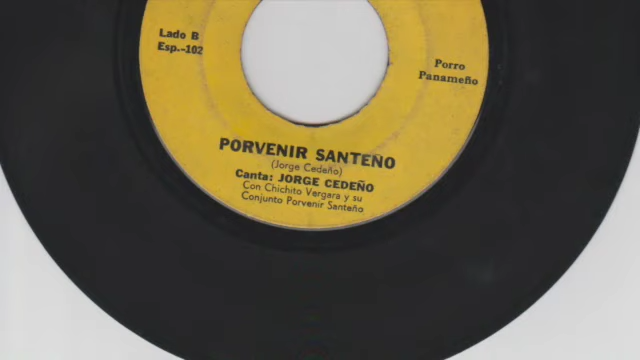 Lado B
Esp.-102
Porro
Panameño
PORVENIR SANTEÑO
(Jorge Cedeño)
Canta: JORGE CEDEÑO
Con Chichito Vergara y su
Conjunto Porvenir Santeño